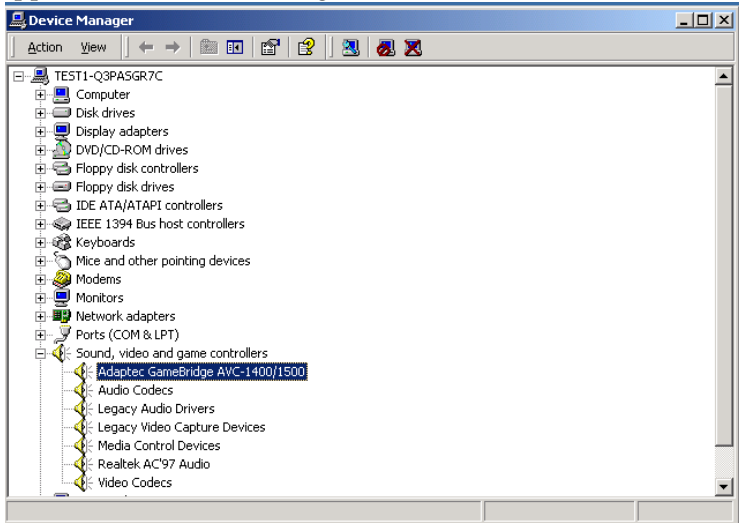 Device Manager
Action View
TEST1-Q3PASGR7C
Computer
Disk drives
Display adapters
DVD/CD-ROM drives
Floppy disk controllers
Floppy disk drives
IDE ATA/ATAPI controllers
IEEE 1394 Bus host controllers
Keyboards
Mice and other pointing devices
Modems
Monitors
Network adapters
Ports (COM & LPT)
Sound, video and game controllers
Adaptec GameBridge AVC-1400/1500
Audio Codecs
Legacy Audio Drivers
Legacy Video Capture Devices
Media Control Devices
Realtek AC'97 Audio
Video Codecs